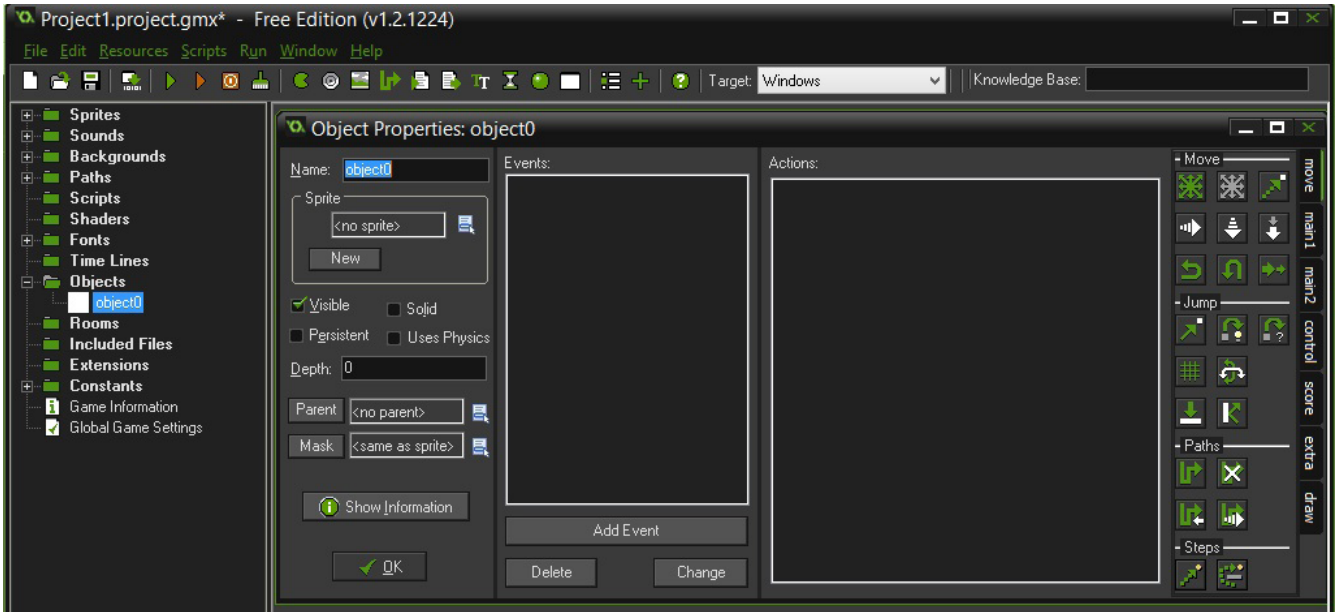 Project1.project.gmx* - Free Edition (v1.2.1224)
File Edit Resources Scripts Run Window Help
Target: Windows Knowledge Base:
Sprites
Sounds
Backgrounds
Paths
Scripts
Shaders
Fonts
Time Lines
Objects
object0
Rooms
Included Files
Extensions
Constants
Game Information
Global Game Settings
Object Properties: object0
Name: object0
Sprite
<no sprite>
New
Visible Solid
Persistent Uses Physics
Depth: 0
Parent <no parent>
Mask <same as sprite>
Show Information
OK
Events:
Add Event
Delete Change
Actions:
Move
Jump
Paths
Steps
move
main1
main2
control
score
extra
draw